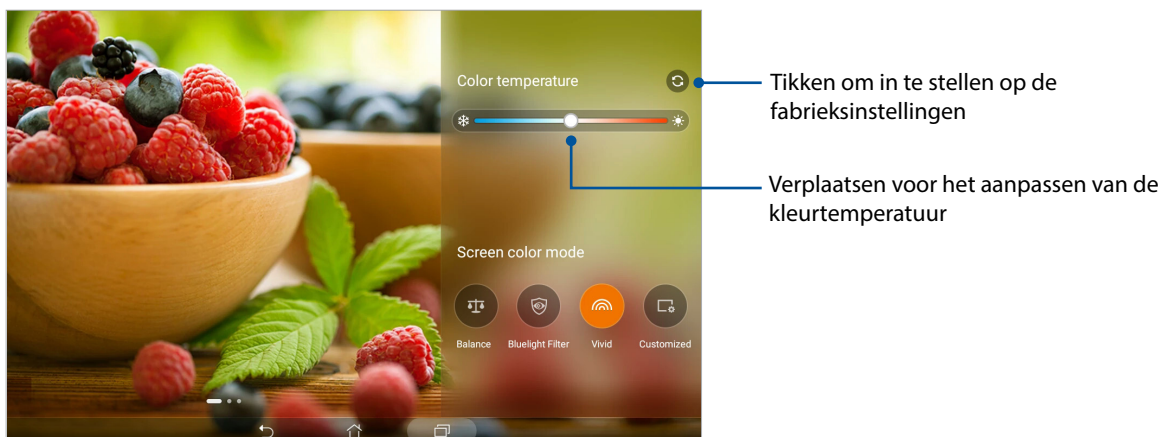 Color temperature
Tikken om in te stellen op de
fabrieksinstellingen
Verplaatsen voor het aanpassen van de
kleurtemperatuur
Screen color mode
Balance
Bluelight Filter
Vivid
Customized